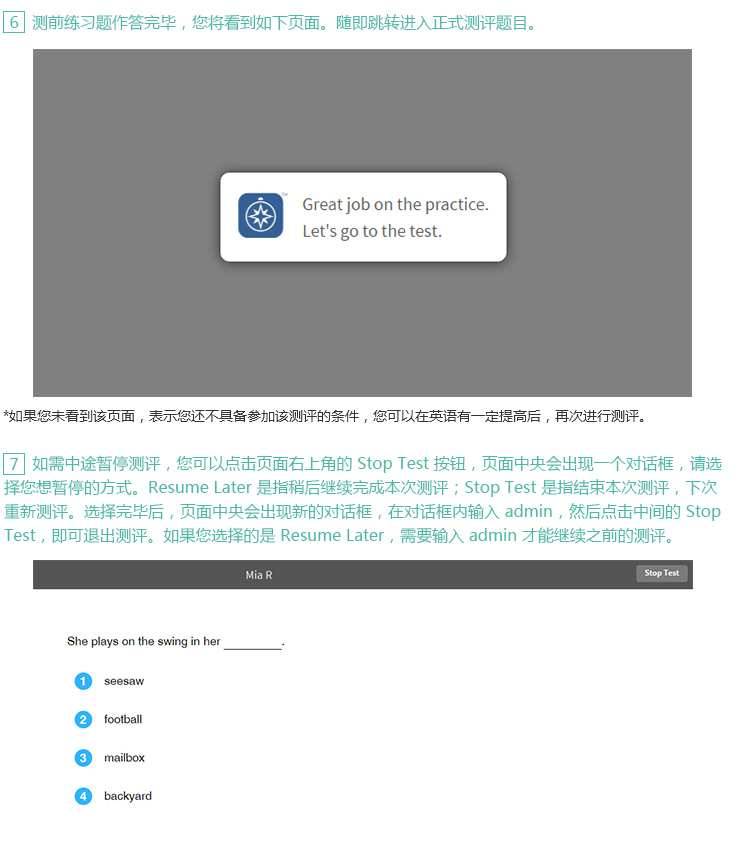 6 测前练习题作答完毕，您将看到如下页面。随即跳转进入正式测评题目。
Great job on the practice.
Let's go to the test.
TM
*如果您未看到该页面，表示您还不具备参加该测评的条件，您可以在英语有一定提高后，再次进行测评。
7 如需中途暂停测评，您可以点击页面右上角的 Stop Test 按钮，页面中央会出现一个对话框，请选
择您想暂停的方式。Resume Later 是指稍后继续完成本次测评；Stop Test 是指结束本次测评，下次
重新测评。选择完毕后，页面中央会出现新的对话框，在对话框内输入 admin，然后点击中间的 Stop
Test，即可退出测评。如果您选择的是 Resume Later，需要输入 admin 才能继续之前的测评。
Mia R
Stop Test
She plays on the swing in her _________.
1 seesaw
2 football
3 mailbox
4 backyard